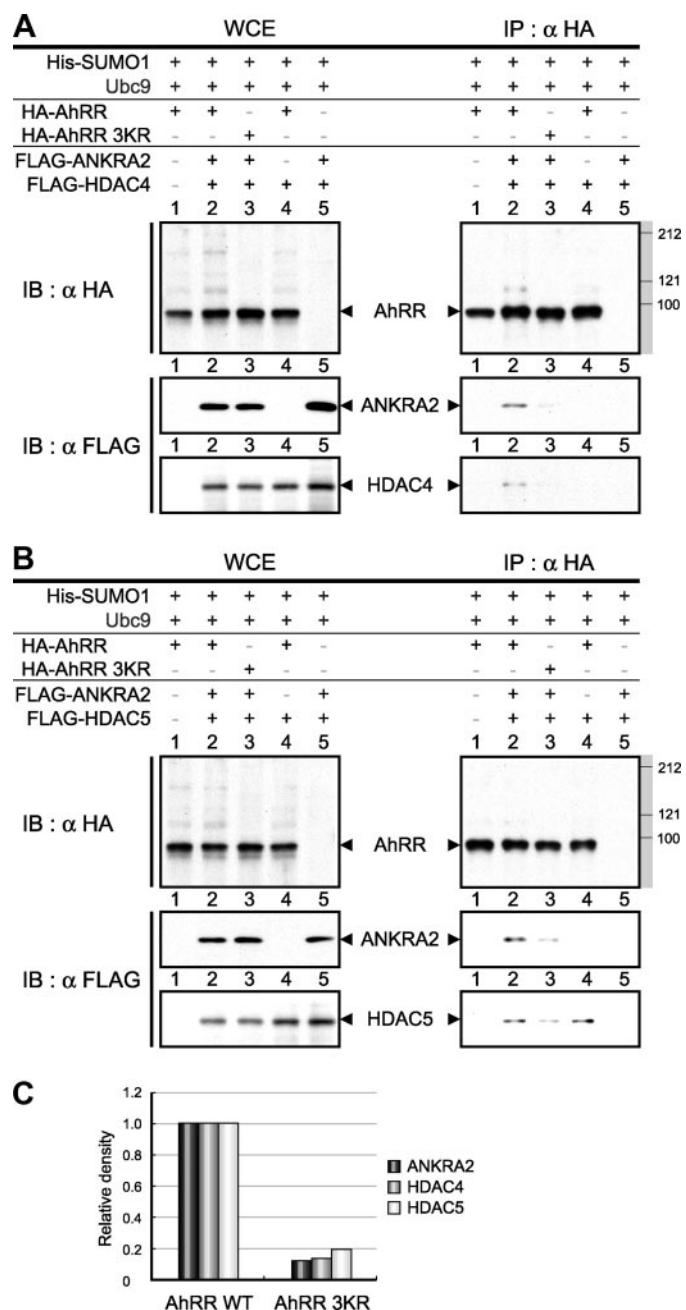 A
WCE IP : α HA
His-SUMO1 + + + + + + + + + +
Ubc9 + + + + + + + + + +
HA-AhRR + + - + - + + - + -
HA-AhRR 3KR - - + - - - - + - -
FLAG-ANKRA2 - + + - + - + + - +
FLAG-HDAC4 - + + + + - + + + +
1 2 3 4 5 1 2 3 4 5
212
121
100
IB : α HA
AhRR
1 2 3 4 5 1 2 3 4 5
ANKRA2
IB : α FLAG
1 2 3 4 5 1 2 3 4 5
HDAC4
B
WCE IP : α HA
His-SUMO1 + + + + + + + + + +
Ubc9 + + + + + + + + + +
HA-AhRR + + - + - + + - + -
HA-AhRR 3KR - - + - - - - + - -
FLAG-ANKRA2 - + + - + - + + - +
FLAG-HDAC5 - + + + + - + + + +
1 2 3 4 5 1 2 3 4 5
212
121
100
IB : α HA
AhRR
1 2 3 4 5 1 2 3 4 5
ANKRA2
IB : α FLAG
1 2 3 4 5 1 2 3 4 5
HDAC5
C
Relative density
1.2
1.0
0.8
0.6
0.4
0.2
0
ANKRA2
HDAC4
HDAC5
AhRR WT AhRR 3KR